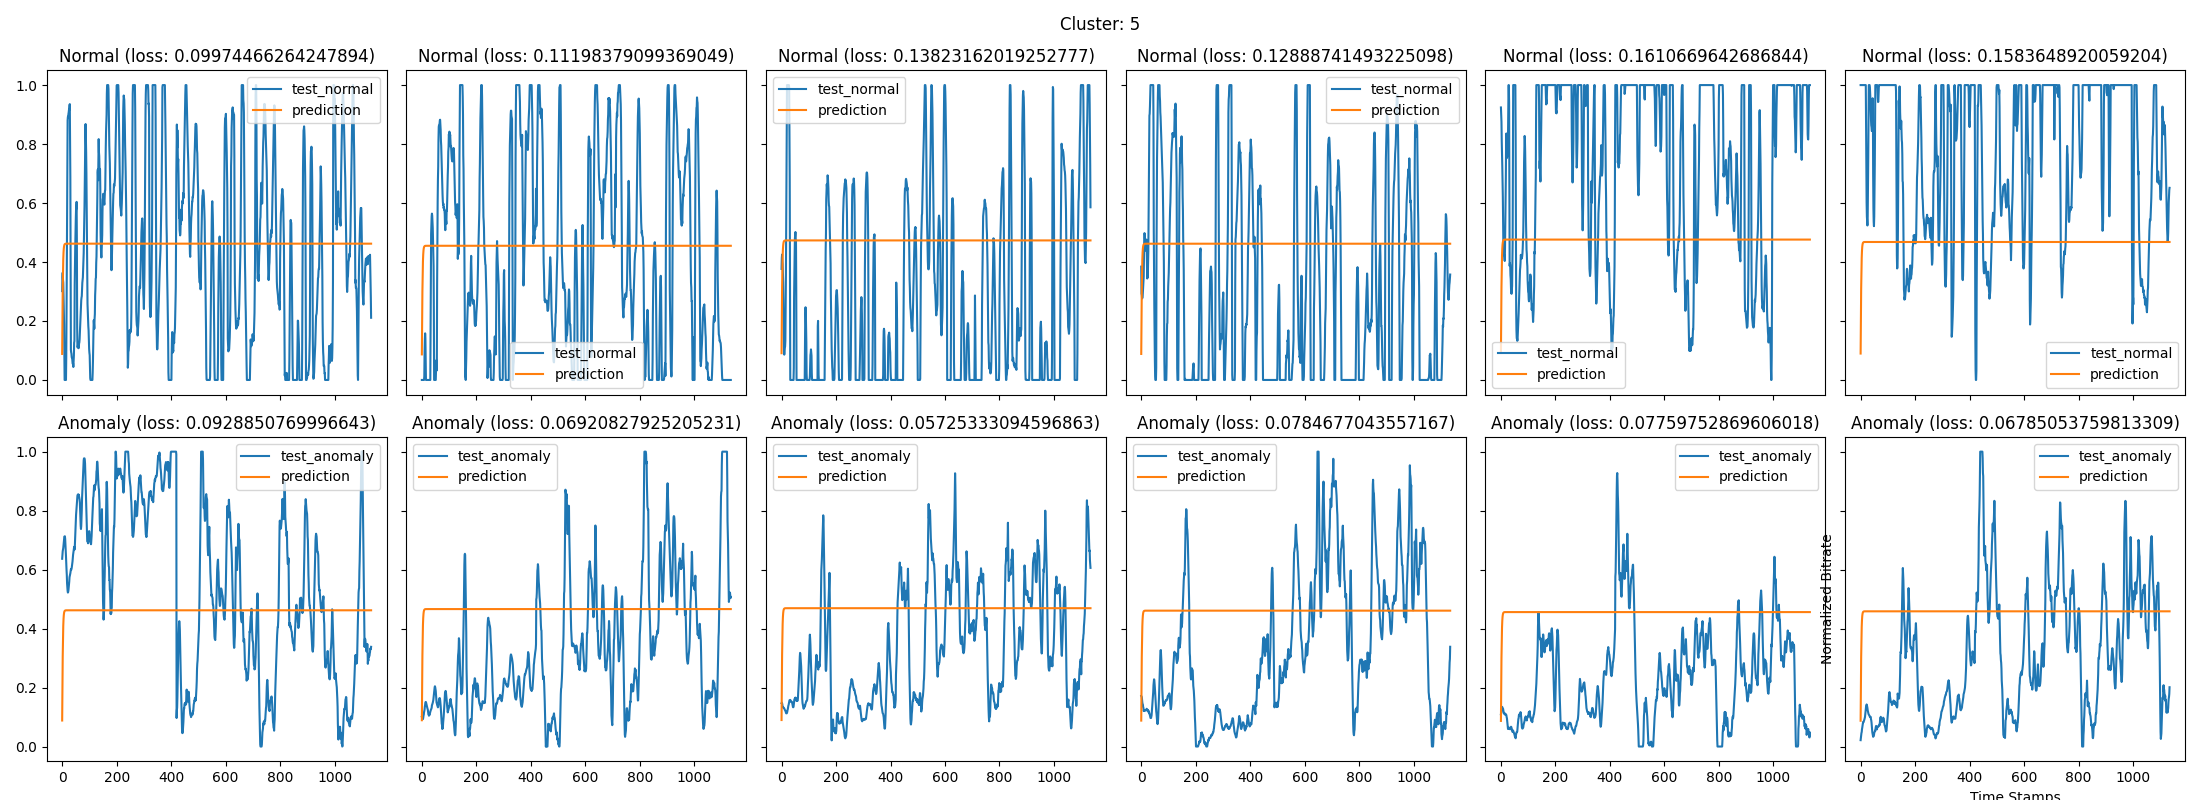 Cluster: 5
Normal (loss: 0.09974466264247894)
Normal (loss: 0.11198379099369049)
Normal (loss: 0.13823162019252777)
Normal (loss: 0.12888741493225098)
Normal (loss: 0.1610669642686844)
Normal (loss: 0.1583648920059204)
1.0
0.8
0.6
0.4
0.2
0.0
test_normal
prediction
test_normal
prediction
test_normal
prediction
test_normal
prediction
test_normal
prediction
test_normal
prediction
Anomaly (loss: 0.0928850769996643)
Anomaly (loss: 0.06920827925205231)
Anomaly (loss: 0.057253333094596863)
Anomaly (loss: 0.0784677043557167)
Anomaly (loss: 0.07759752869606018)
Anomaly (loss: 0.06785053759813309)
1.0
0.8
0.6
0.4
0.2
0.0
test_anomaly
prediction
test_anomaly
prediction
test_anomaly
prediction
test_anomaly
prediction
test_anomaly
prediction
test_anomaly
prediction
Normalized Bitrate
0 200 400 600 800 1000
0 200 400 600 800 1000
0 200 400 600 800 1000
0 200 400 600 800 1000
0 200 400 600 800 1000
0 200 400 600 800 1000
Time Stamps